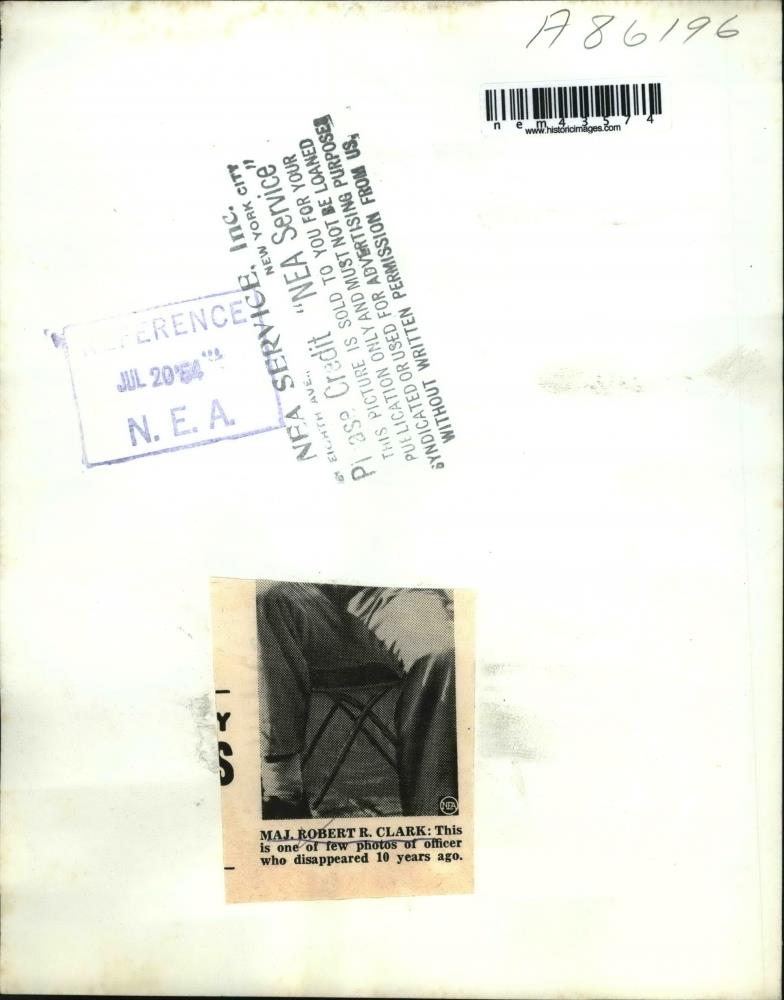 A86196
nem43574
www.historicimages.com
NEA SERVICE, Inc.
EIGHTH AVE., NEW YORK CITY
Please Credit "NEA Service"
THIS PICTURE IS SOLD TO YOU FOR YOUR
PUBLICATION ONLY AND MUST NOT BE LOANED
SYNDICATED OR USED FOR ADVERTISING PURPOSES
WITHOUT WRITTEN PERMISSION FROM US,
REFERENCE
JUL 20 '64
N. E. A.
Y
S
NEA
MAJ. ROBERT R. CLARK: This
is one of few photos of officer
who disappeared 10 years ago.